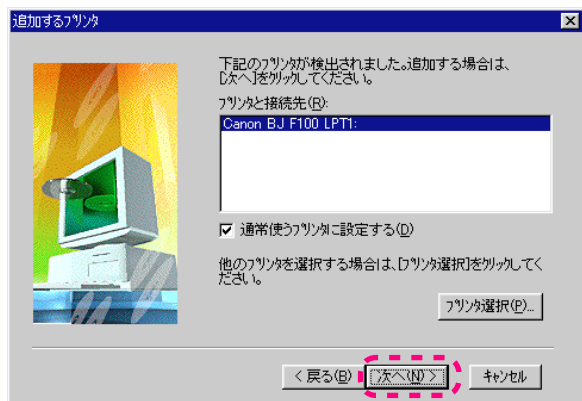 追加するプリンタ
下記のプリンタが検出されました。追加する場合は、
[次へ]をクリックしてください。
プリンタと接続先(R):
Canon BJ F100 LPT1:
通常使うプリンタに設定する(D)
他のプリンタを選択する場合は、[プリンタ選択]をクリックしてく
ださい。
プリンタ選択(P)...
< 戻る(B)
次へ(N) >
キャンセル